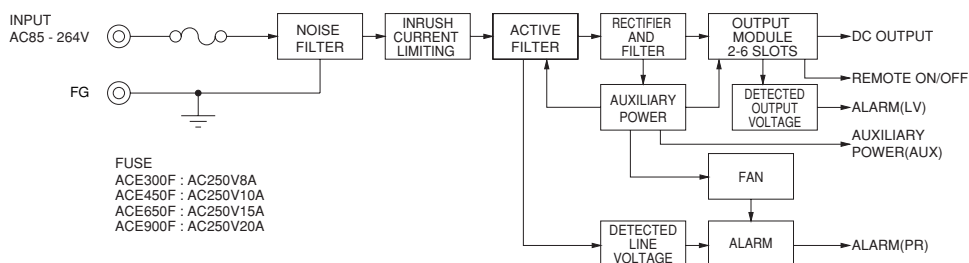 INPUT
AC85 - 264V
FG
NOISE
FILTER
INRUSH
CURRENT
LIMITING
ACTIVE
FILTER
RECTIFIER
AND
FILTER
OUTPUT
MODULE
2-6 SLOTS
DC OUTPUT
REMOTE ON/OFF
AUXILIARY
POWER
DETECTED
OUTPUT
VOLTAGE
ALARM(LV)
AUXILIARY
POWER(AUX)
FUSE
ACE300F : AC250V8A
ACE450F : AC250V10A
ACE650F : AC250V15A
ACE900F : AC250V20A
FAN
DETECTED
LINE
VOLTAGE
ALARM
ALARM(PR)